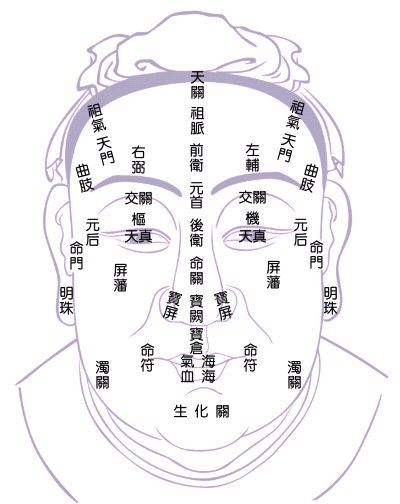 天關
祖脈
前衛
元首
後衛
命關
寶闕
寶倉
祖氣
天門
祖氣
天門
曲肢
曲肢
右弼
左輔
交關
交關
樞
機
天真
天真
元后
元后
命門
命門
屏藩
屏藩
明珠
明珠
寶屏
寶屏
氣血
海海
命符
命符
濁關
濁關
生化關